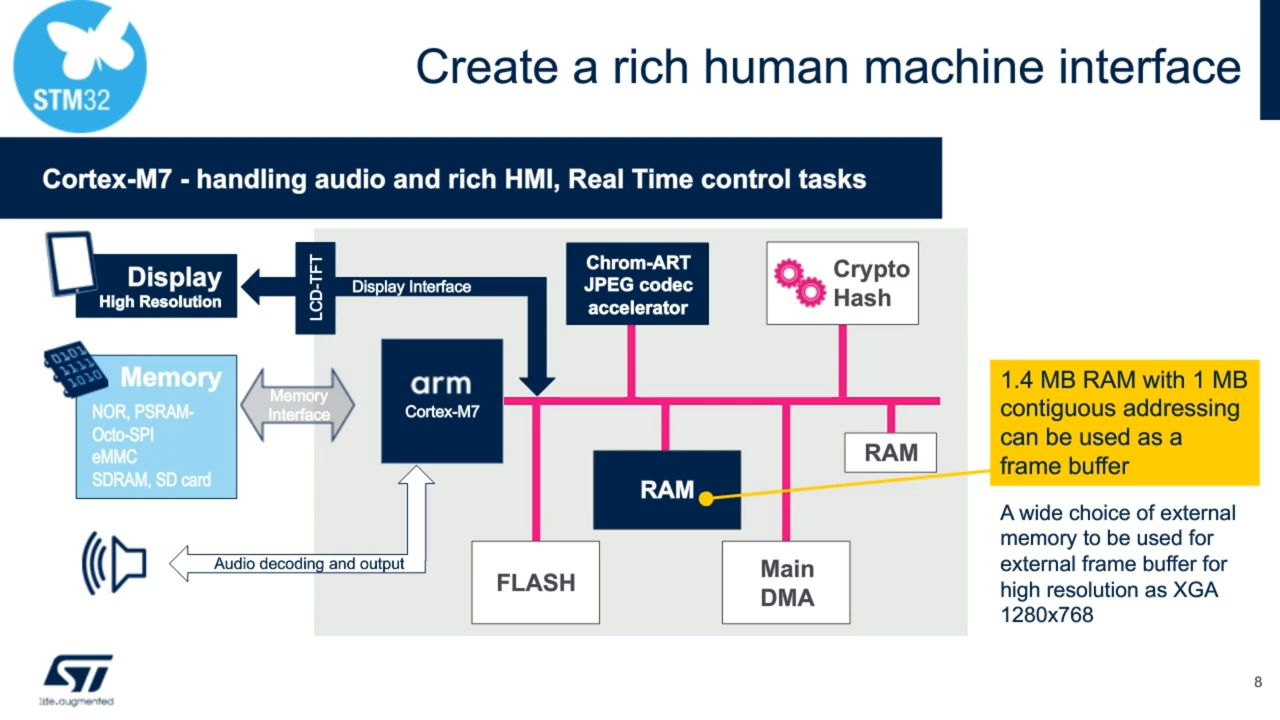 STM32
Create a rich human machine interface
Cortex-M7 - handling audio and rich HMI, Real Time control tasks
Display
High Resolution
LCD-TFT
Display Interface
Chrom-ART
JPEG codec
accelerator
Crypto
Hash
0101
1111
1010
Memory
NOR, PSRAM-
Octo-SPI
eMMC
SDRAM, SD card
Memory
Interface
arm
Cortex-M7
RAM
RAM
1.4 MB RAM with 1 MB
contiguous addressing
can be used as a
frame buffer
A wide choice of external
memory to be used for
external frame buffer for
high resolution as XGA
1280x768
Audio decoding and output
FLASH
Main
DMA
ST
life.augmented
8